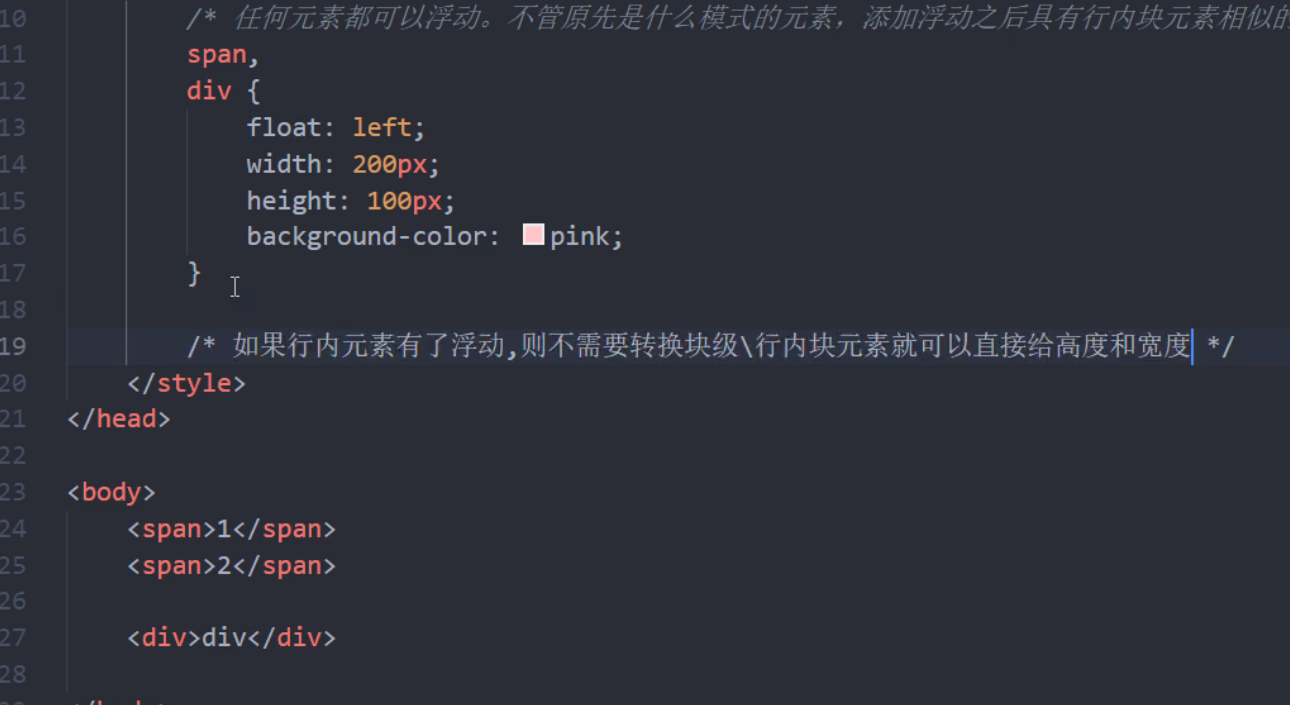 10 /* 任何元素都可以浮动。不管原先是什么模式的元素，添加浮动之后具有行内块元素相似的
11 span,
12 div {
13 float: left;
14 width: 200px;
15 height: 100px;
16 background-color: pink;
17 }
18
19 /* 如果行内元素有了浮动,则不需要转换块级\行内块元素就可以直接给高度和宽度 */
20 </style>
21 </head>
22
23 <body>
24 <span>1</span>
25 <span>2</span>
26
27 <div>div</div>
28